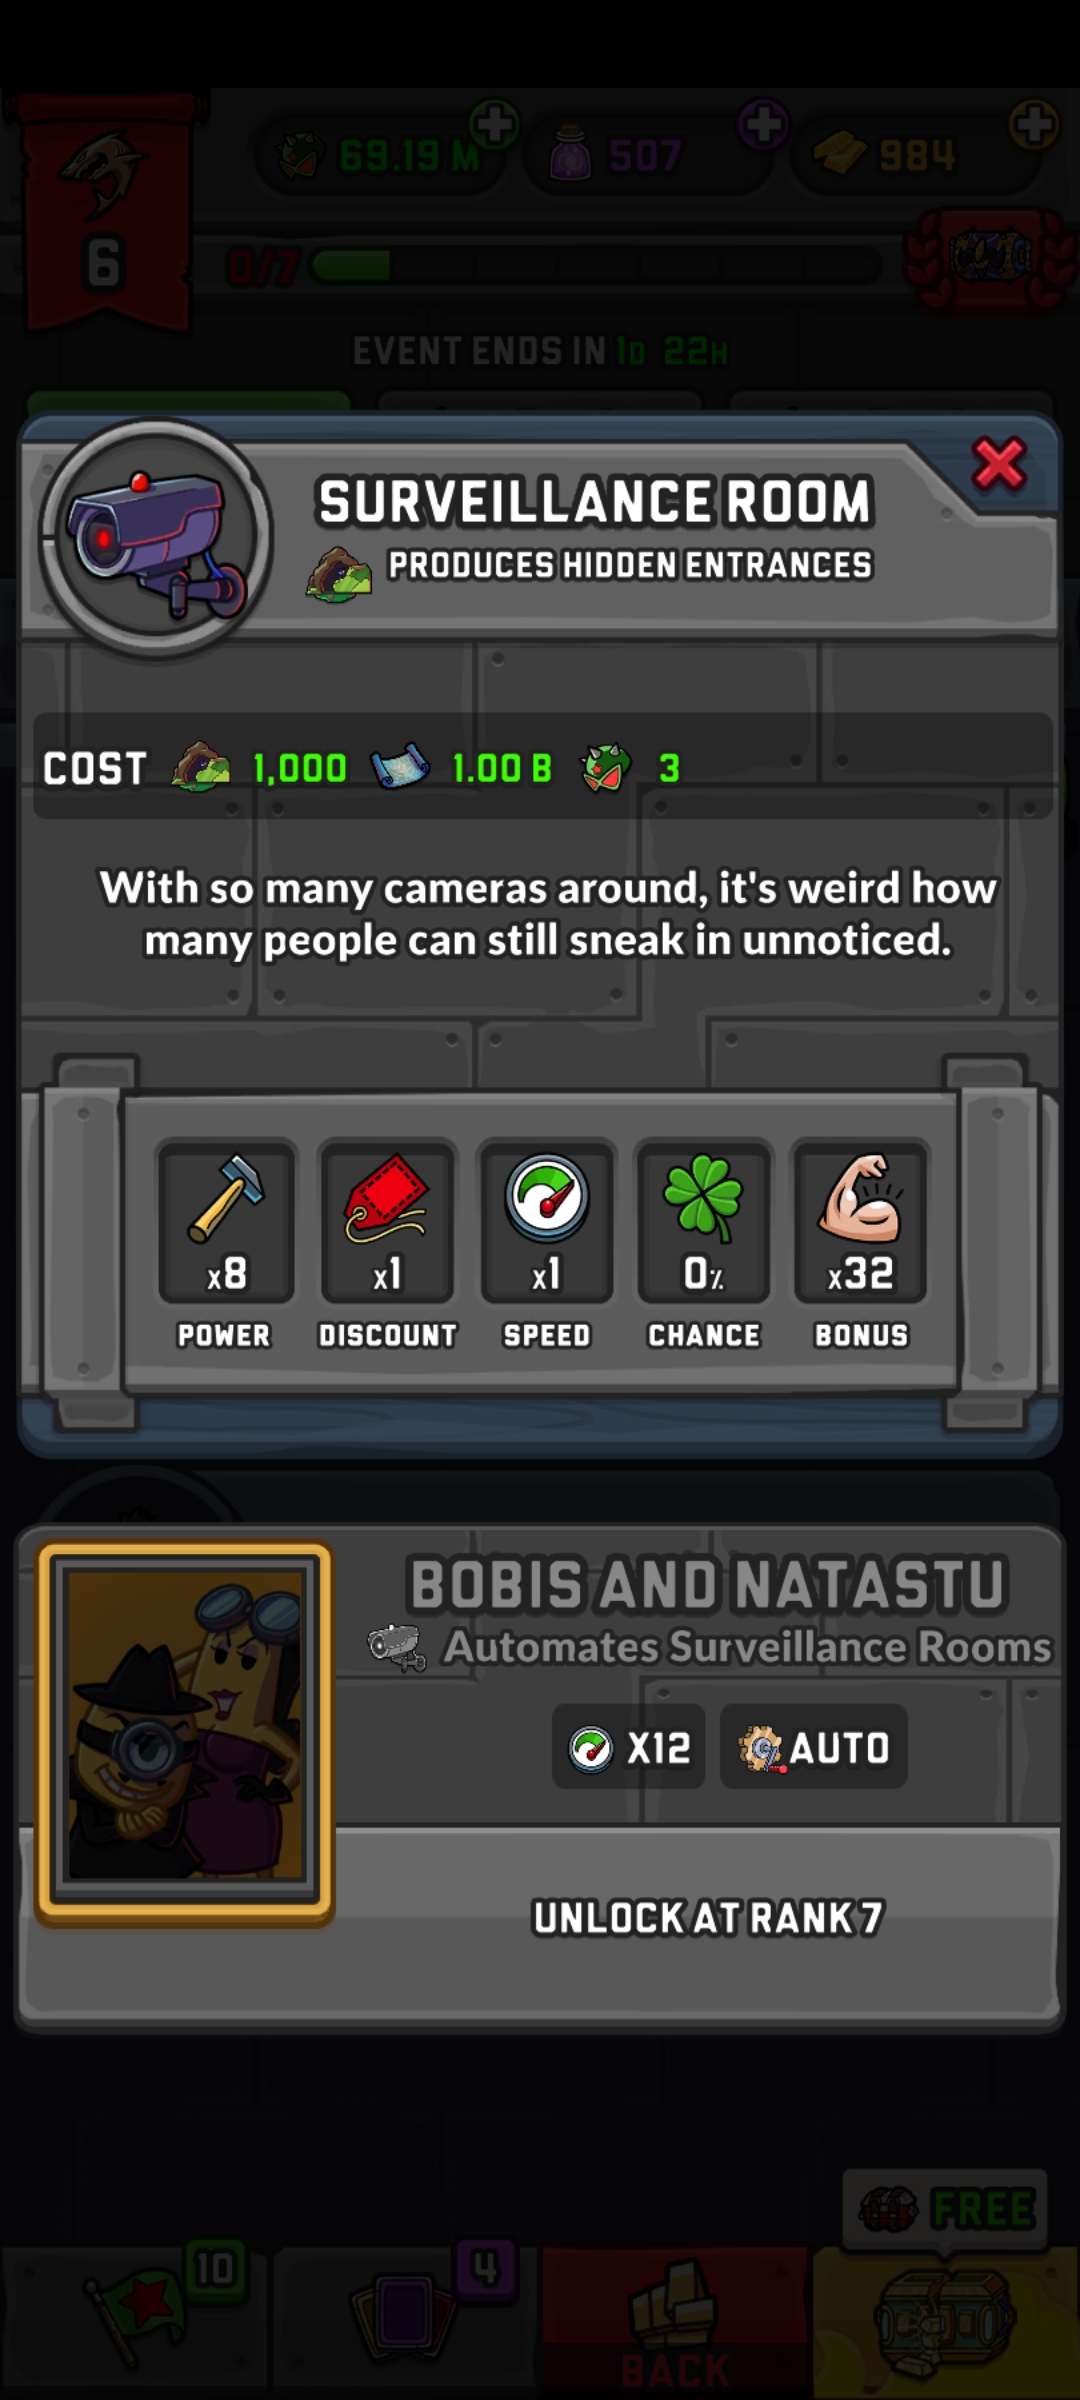 69.19 M
507
984
6
0/7
EVENT ENDS IN 1D 22H
SURVEILLANCE ROOM
PRODUCES HIDDEN ENTRANCES
COST 1,000 1.00 B 3
With so many cameras around, it's weird how
many people can still sneak in unnoticed.
x8 x1 x1 0% x32
POWER DISCOUNT SPEED CHANCE BONUS
BOBIS AND NATASTU
Automates Surveillance Rooms
X12 AUTO
UNLOCK AT RANK 7
FREE
10
4
BACK